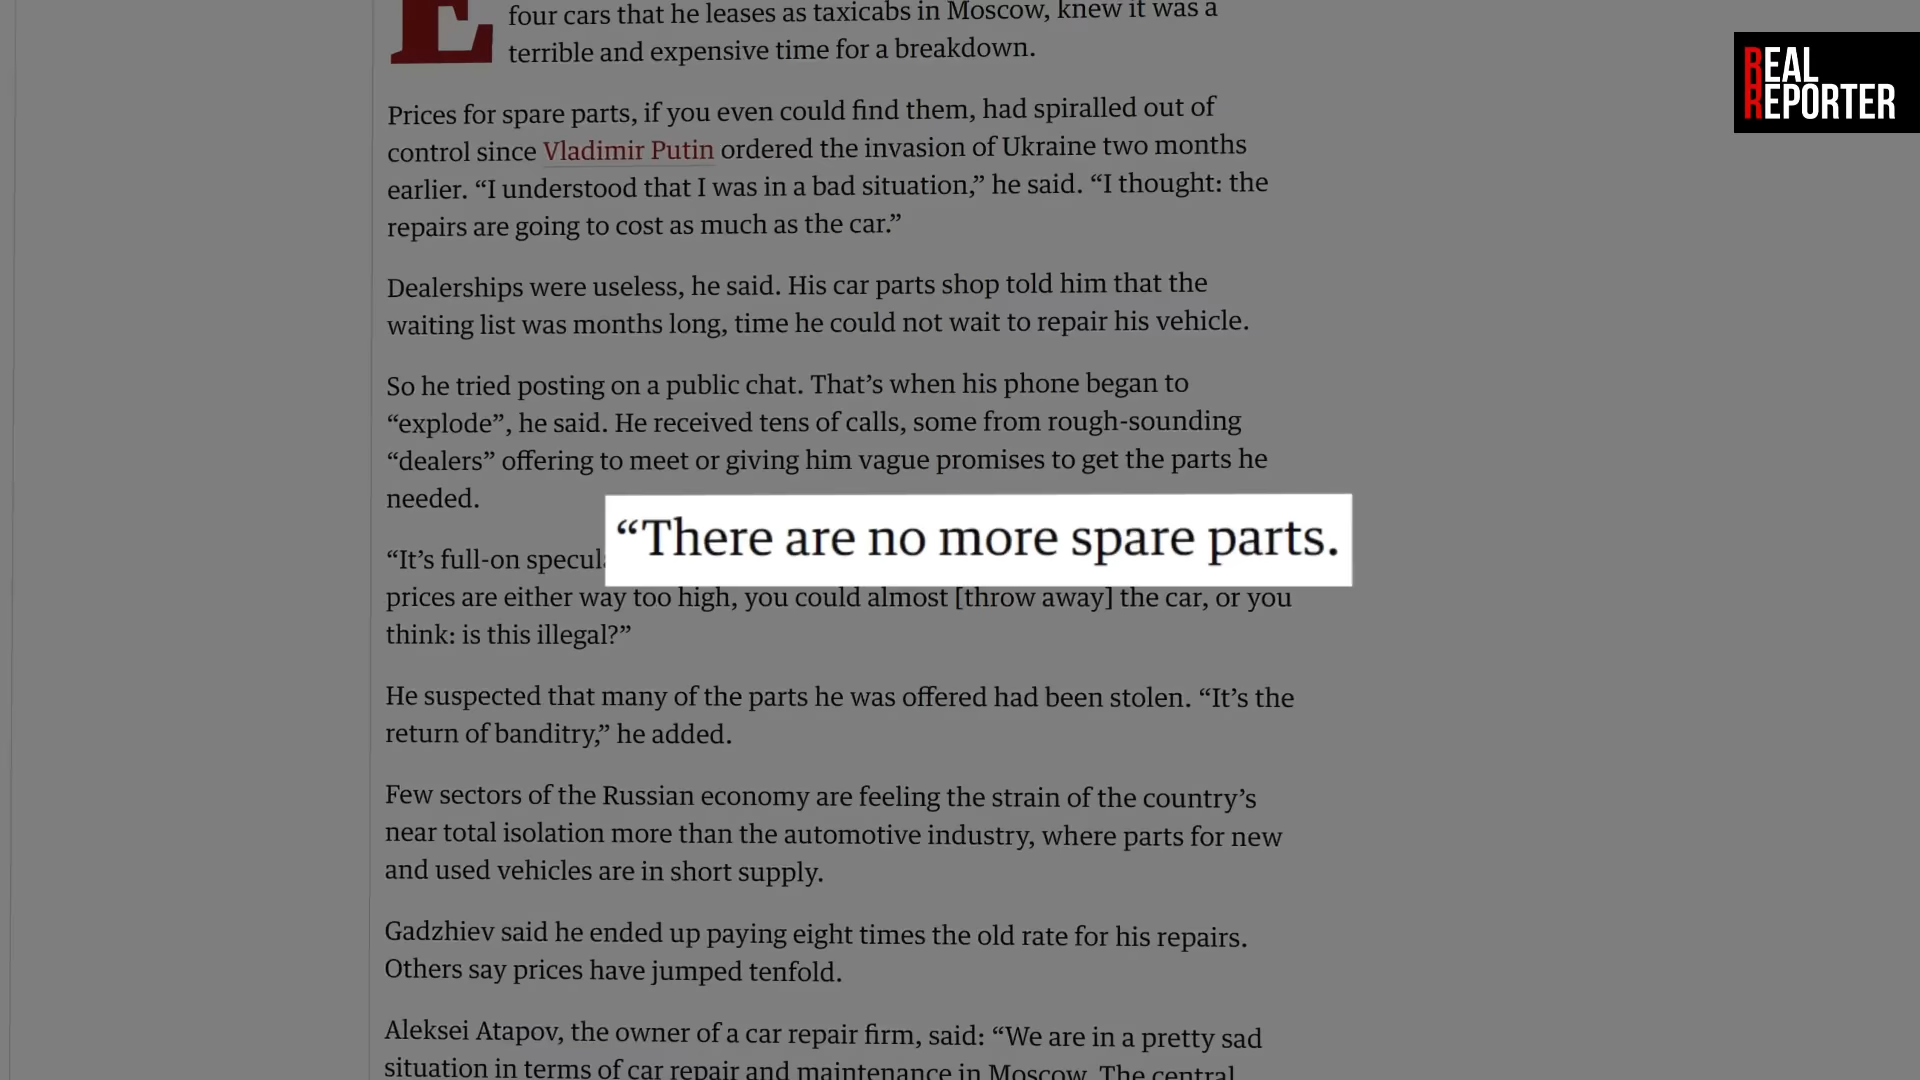 four cars that he leases as taxicabs in Moscow, knew it was a
E
terrible and expensive time for a breakdown.
REAL
REPORTER
Prices for spare parts, if you even could find them, had spiralled out of
control since Vladimir Putin ordered the invasion of Ukraine two months
earlier. “I understood that I was in a bad situation,” he said. “I thought: the
repairs are going to cost as much as the car.”
Dealerships were useless, he said. His car parts shop told him that the
waiting list was months long, time he could not wait to repair his vehicle.
So he tried posting on a public chat. That’s when his phone began to
“explode”, he said. He received tens of calls, some from rough-sounding
“dealers” offering to meet or giving him vague promises to get the parts he
needed.
“There are no more spare parts.
“It’s full-on
prices are either way too high, you could almost [throw away] the car, or you
think: is this illegal?”
He suspected that many of the parts he was offered had been stolen. “It’s the
return of banditry,” he added.
Few sectors of the Russian economy are feeling the strain of the country’s
near total isolation more than the automotive industry, where parts for new
and used vehicles are in short supply.
Gadzhiev said he ended up paying eight times the old rate for his repairs.
Others say prices have jumped tenfold.
Aleksei Atapov, the owner of a car repair firm, said: “We are in a pretty sad
situation in terms of car repair and maintenance in Moscow. The central